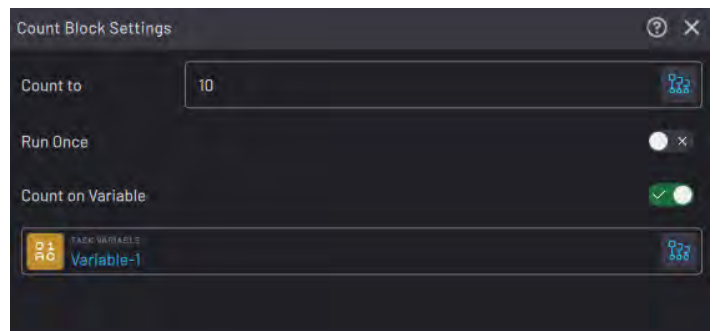 Count Block Settings
Count to
10
Run Once
Count on Variable
TASK VARIABLE
Variable-1